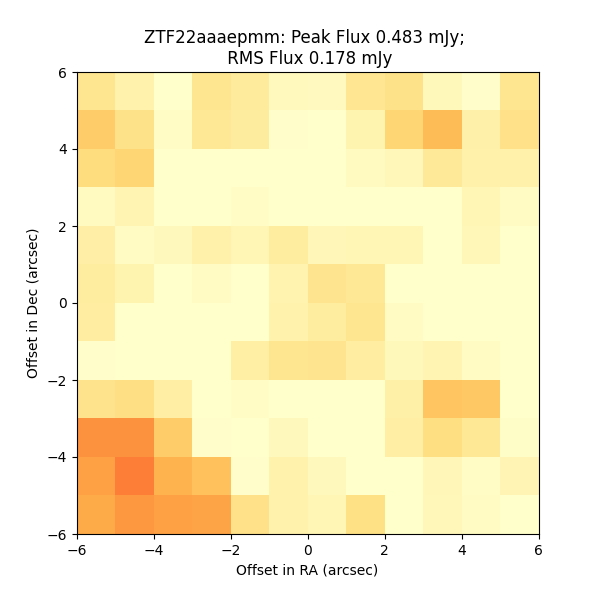 ZTF22aaaepmm: Peak Flux 0.483 mJy;
RMS Flux 0.178 mJy
6
4
2
0
−2
−4
−6
Offset in Dec (arcsec)
−6 −4 −2 0 2 4 6
Offset in RA (arcsec)